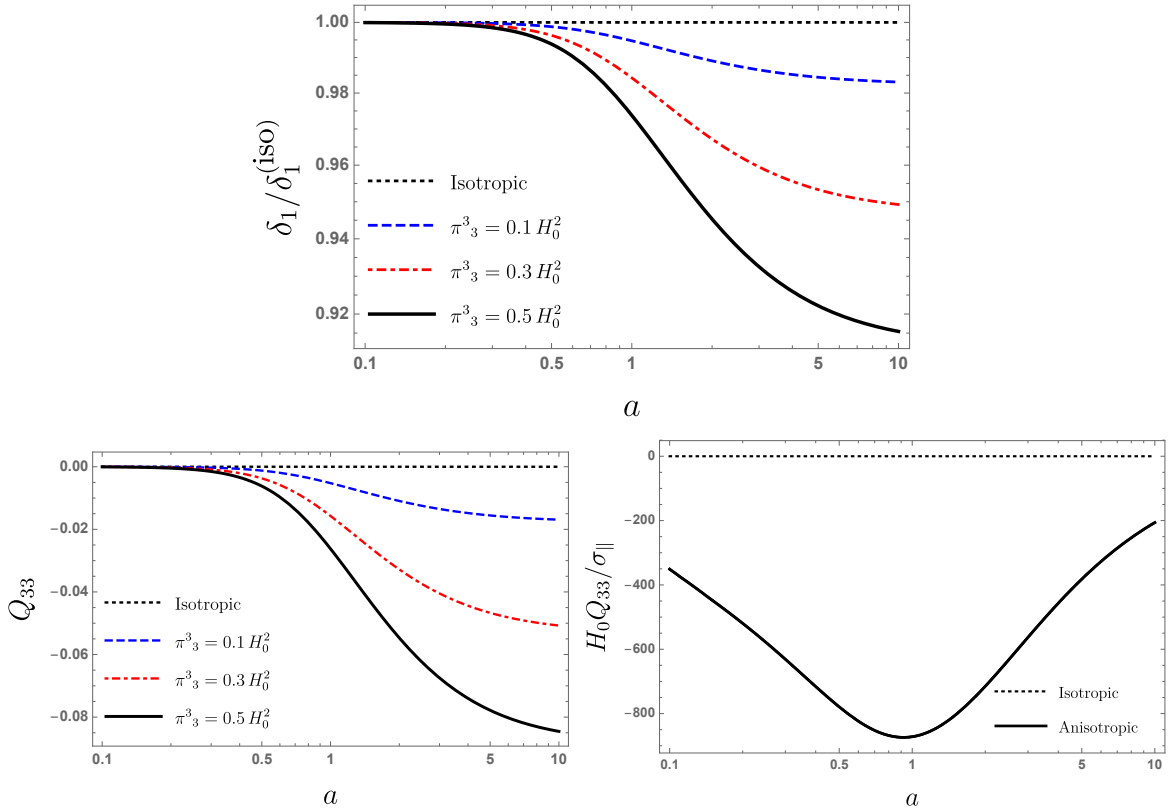 1.00
0.98
0.96
0.94
0.92
δ₁/δ₁^(iso)
Isotropic
π³₃ = 0.1 H₀²
π³₃ = 0.3 H₀²
π³₃ = 0.5 H₀²
0.1 0.5 1 5 10
a
0.00
−0.02
−0.04
−0.06
−0.08
Q₃₃
Isotropic
π³₃ = 0.1 H₀²
π³₃ = 0.3 H₀²
π³₃ = 0.5 H₀²
0.1 0.5 1 5 10
a
0
−200
−400
−600
−800
H₀Q₃₃/σ∥
Isotropic
Anisotropic
0.1 0.5 1 5 10
a